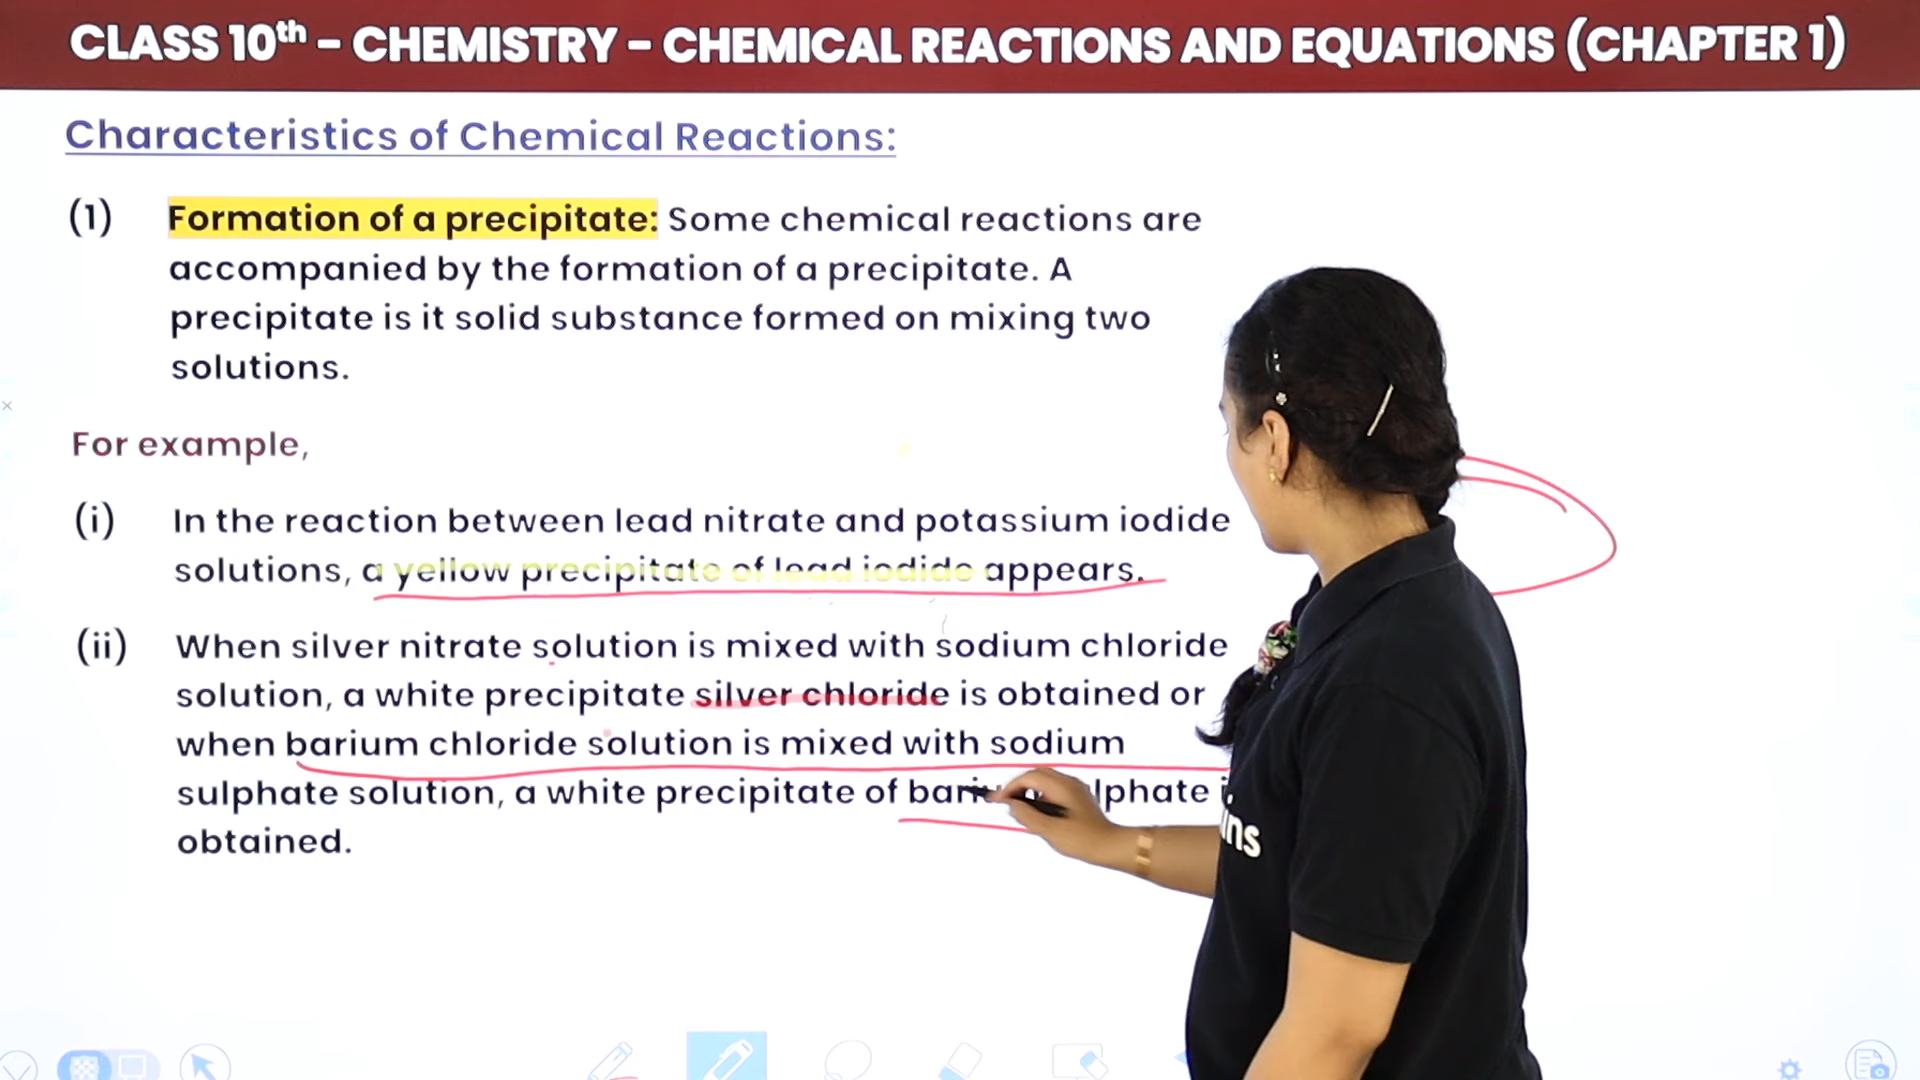 CLASS 10th - CHEMISTRY - CHEMICAL REACTIONS AND EQUATIONS (CHAPTER 1)
Characteristics of Chemical Reactions:
(1) Formation of a precipitate: Some chemical reactions are
accompanied by the formation of a precipitate. A
precipitate is it solid substance formed on mixing two
solutions.
For example,
(i) In the reaction between lead nitrate and potassium iodide
solutions, a yellow precipitate of lead iodide appears.
(ii) When silver nitrate solution is mixed with sodium chloride
solution, a white precipitate silver chloride is obtained or
when barium chloride solution is mixed with sodium
sulphate solution, a white precipitate of
obtained.